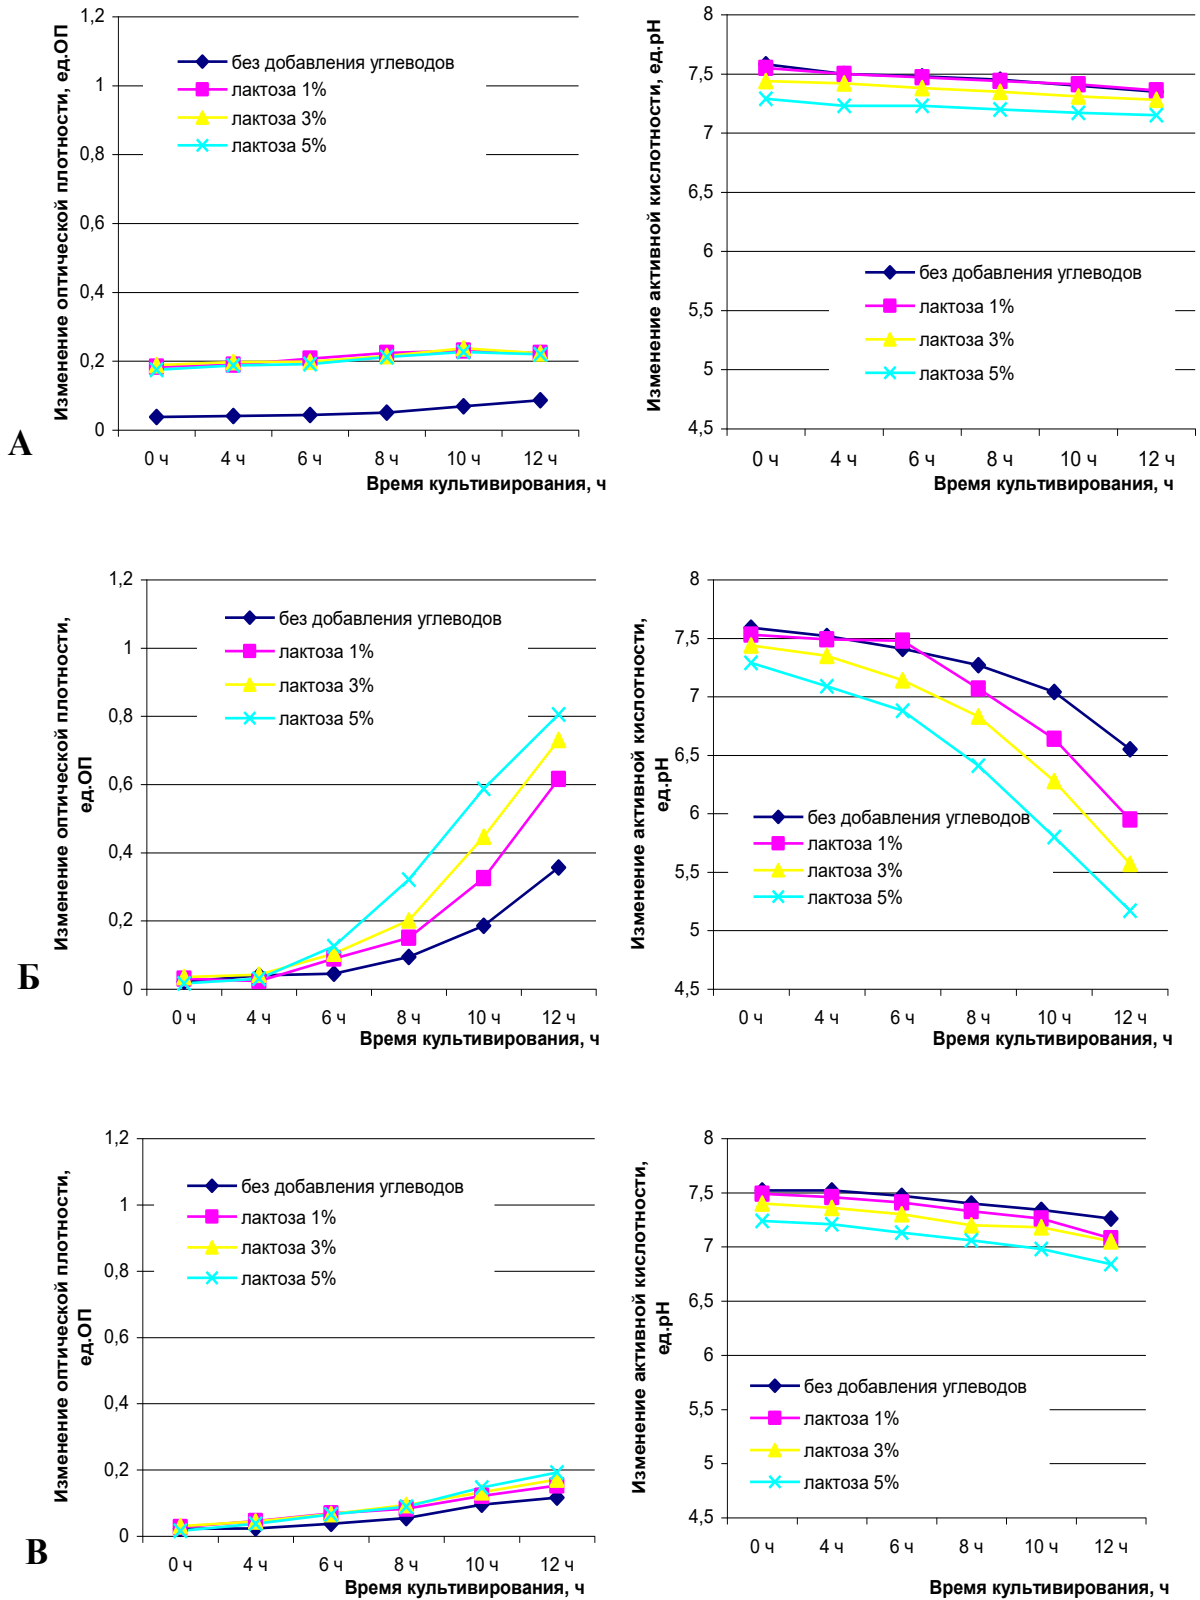 А
Изменение оптической плотности, ед.ОП
1,2
1
0,8
0,6
0,4
0,2
0
без добавления углеводов
лактоза 1%
лактоза 3%
лактоза 5%
0 ч 4 ч 6 ч 8 ч 10 ч 12 ч
Время культивирования, ч
Изменение активной кислотности, ед.pH
8
7,5
7
6,5
6
5,5
5
4,5
без добавления углеводов
лактоза 1%
лактоза 3%
лактоза 5%
0 ч 4 ч 6 ч 8 ч 10 ч 12 ч
Время культивирования, ч
Б
Изменение оптической плотности,
ед.ОП
1,2
1
0,8
0,6
0,4
0,2
0
без добавления углеводов
лактоза 1%
лактоза 3%
лактоза 5%
0 ч 4 ч 6 ч 8 ч 10 ч 12 ч
Время культивирования, ч
Изменение активной кислотности,
ед.pH
8
7,5
7
6,5
6
5,5
5
4,5
без добавления углеводов
лактоза 1%
лактоза 3%
лактоза 5%
0 ч 4 ч 6 ч 8 ч 10 ч 12 ч
Время культивирования, ч
В
Изменение оптической плотности,
ед.ОП
1,2
1
0,8
0,6
0,4
0,2
0
без добавления углеводов
лактоза 1%
лактоза 3%
лактоза 5%
0 ч 4 ч 6 ч 8 ч 10 ч 12 ч
Время культивирования, ч
Изменение активной кислотности,
ед.pH
8
7,5
7
6,5
6
5,5
5
4,5
без добавления углеводов
лактоза 1%
лактоза 3%
лактоза 5%
0 ч 4 ч 6 ч 8 ч 10 ч 12 ч
Время культивирования, ч